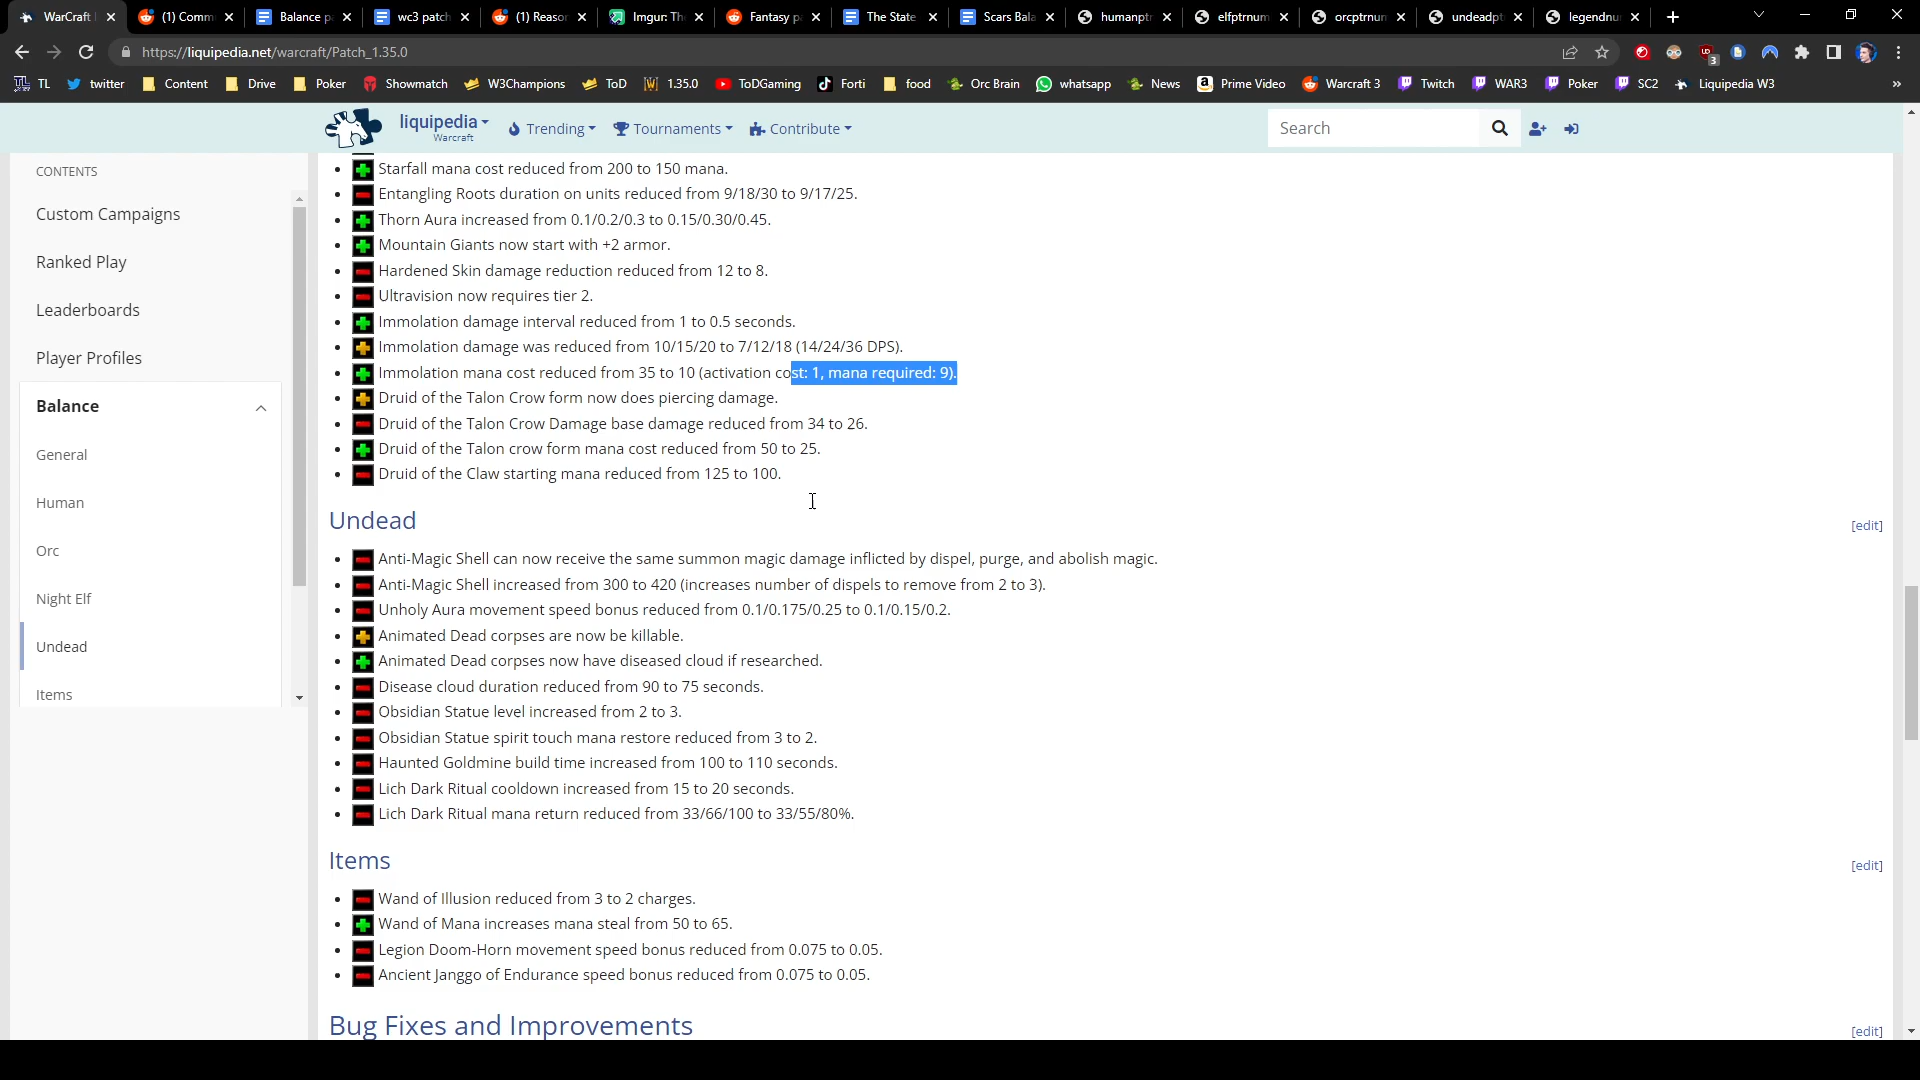 WarCraft
(1) Comm
Balance p
wc3 patch
(1) Reaso
Imgur: Th
Fantasy p
The State
Scars Bala
humanptr
elfptrnum
orcptrnur
undeadpt
legendnu
https://liquipedia.net/warcraft/Patch_1.35.0
3
TL
twitter
Content
Drive
Poker
Showmatch
W3Champions
ToD
1.35.0
ToDGaming
Forti
food
Orc Brain
whatsapp
News
Prime Video
Warcraft 3
Twitch
WAR3
Poker
SC2
Liquipedia W3
»
liquipedia
Warcraft
Trending
Tournaments
Contribute
Search
CONTENTS
Custom Campaigns
Ranked Play
Leaderboards
Player Profiles
Balance
General
Human
Orc
Night Elf
Undead
Items
Starfall mana cost reduced from 200 to 150 mana.
Entangling Roots duration on units reduced from 9/18/30 to 9/17/25.
Thorn Aura increased from 0.1/0.2/0.3 to 0.15/0.30/0.45.
Mountain Giants now start with +2 armor.
Hardened Skin damage reduction reduced from 12 to 8.
Ultravision now requires tier 2.
Immolation damage interval reduced from 1 to 0.5 seconds.
Immolation damage was reduced from 10/15/20 to 7/12/18 (14/24/36 DPS).
Immolation mana cost reduced from 35 to 10 (activation cost: 1, mana required: 9).
Druid of the Talon Crow form now does piercing damage.
Druid of the Talon Crow Damage base damage reduced from 34 to 26.
Druid of the Talon crow form mana cost reduced from 50 to 25.
Druid of the Claw starting mana reduced from 125 to 100.
Undead
[edit]
Anti-Magic Shell can now receive the same summon magic damage inflicted by dispel, purge, and abolish magic.
Anti-Magic Shell increased from 300 to 420 (increases number of dispels to remove from 2 to 3).
Unholy Aura movement speed bonus reduced from 0.1/0.175/0.25 to 0.1/0.15/0.2.
Animated Dead corpses are now be killable.
Animated Dead corpses now have diseased cloud if researched.
Disease cloud duration reduced from 90 to 75 seconds.
Obsidian Statue level increased from 2 to 3.
Obsidian Statue spirit touch mana restore reduced from 3 to 2.
Haunted Goldmine build time increased from 100 to 110 seconds.
Lich Dark Ritual cooldown increased from 15 to 20 seconds.
Lich Dark Ritual mana return reduced from 33/66/100 to 33/55/80%.
Items
[edit]
Wand of Illusion reduced from 3 to 2 charges.
Wand of Mana increases mana steal from 50 to 65.
Legion Doom-Horn movement speed bonus reduced from 0.075 to 0.05.
Ancient Janggo of Endurance speed bonus reduced from 0.075 to 0.05.
Bug Fixes and Improvements
[edit]